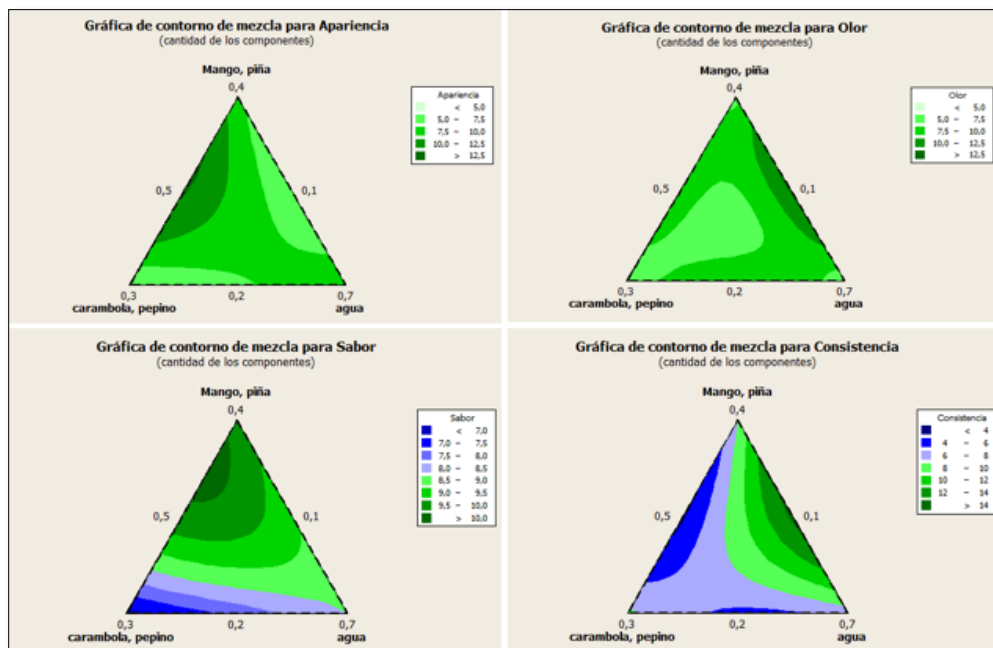 Gráfica de contorno de mezcla para Apariencia
(cantidad de los componentes)
Mango, piña
0,4
Apariencia
< 5,0
5,0 – 7,5
7,5 – 10,0
10,0 – 12,5
> 12,5
0,5
0,1
0,3
0,2
0,7
carambola, pepino
agua
Gráfica de contorno de mezcla para Olor
(cantidad de los componentes)
Mango, piña
0,4
Olor
< 5,0
5,0 – 7,5
7,5 – 10,0
10,0 – 12,5
> 12,5
0,5
0,1
0,3
0,2
0,7
carambola, pepino
agua
Gráfica de contorno de mezcla para Sabor
(cantidad de los componentes)
Mango, piña
0,4
Sabor
< 7,0
7,0 – 7,5
7,5 – 8,0
8,0 – 8,5
8,5 – 9,0
9,0 – 9,5
9,5 – 10,0
> 10,0
0,5
0,1
0,3
0,2
0,7
carambola, pepino
agua
Gráfica de contorno de mezcla para Consistencia
(cantidad de los componentes)
Mango, piña
0,4
Consistencia
< 4
4 – 6
6 – 8
8 – 10
10 – 12
12 – 14
> 14
0,5
0,1
0,3
0,2
0,7
carambola, pepino
agua